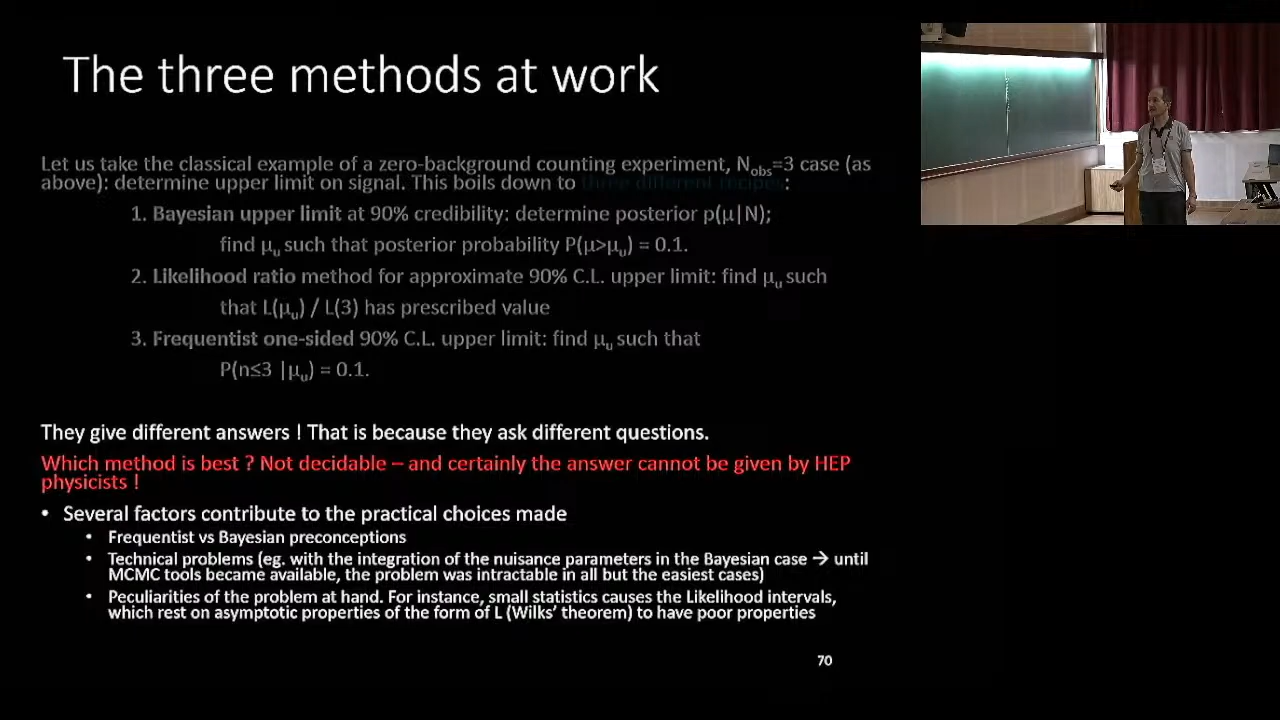 The three methods at work
Let us take the classical example of a zero-background counting experiment, Nobs=3 case (as
above): determine upper limit on signal. This boils down to three different recipes:
1. Bayesian upper limit at 90% credibility: determine posterior p(μ|N);
find μu such that posterior probability P(μ>μu) = 0.1.
2. Likelihood ratio method for approximate 90% C.L. upper limit: find μu such
that L(μu) / L(3) has prescribed value
3. Frequentist one-sided 90% C.L. upper limit: find μu such that
P(n≤3 |μu) = 0.1.
They give different answers ! That is because they ask different questions.
Which method is best ? Not decidable – and certainly the answer cannot be given by HEP
physicists !
• Several factors contribute to the practical choices made
• Frequentist vs Bayesian preconceptions
• Technical problems (eg. with the integration of the nuisance parameters in the Bayesian case → until
MCMC tools became available, the problem was intractable in all but the easiest cases)
• Peculiarities of the problem at hand. For instance, small statistics causes the Likelihood intervals,
which rest on asymptotic properties of the form of L (Wilks’ theorem) to have poor properties
70